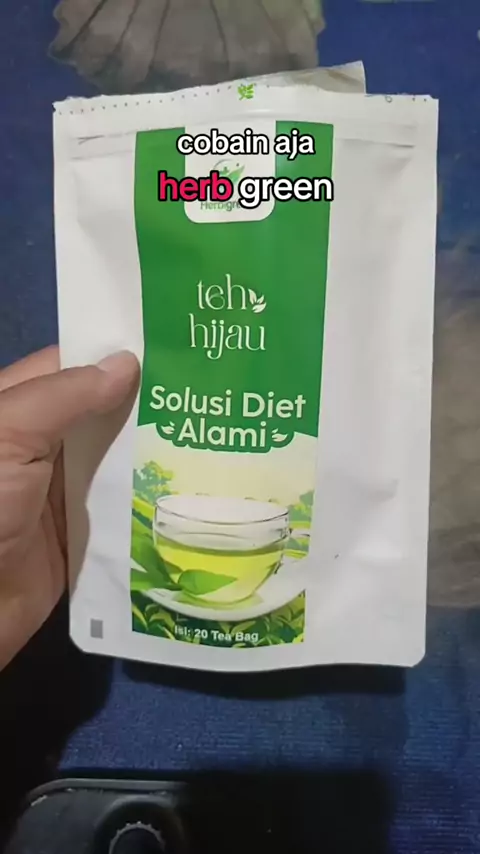 cobain aja
herb green
teh
hijau
Solusi Diet
Alami
Isi: 20 Tea Bag